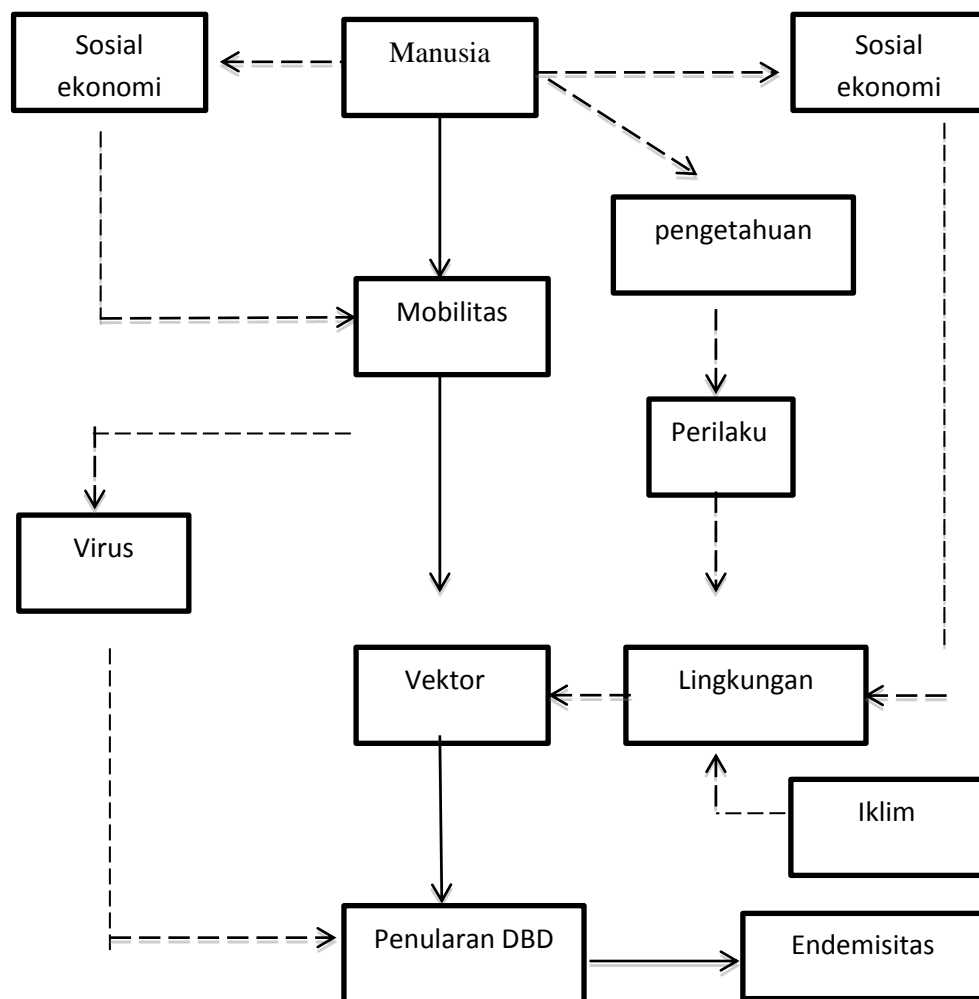 Sosial
ekonomi
Manusia
Sosial
ekonomi
pengetahuan
Mobilitas
Perilaku
Virus
Vektor
Lingkungan
Iklim
Penularan DBD
Endemisitas